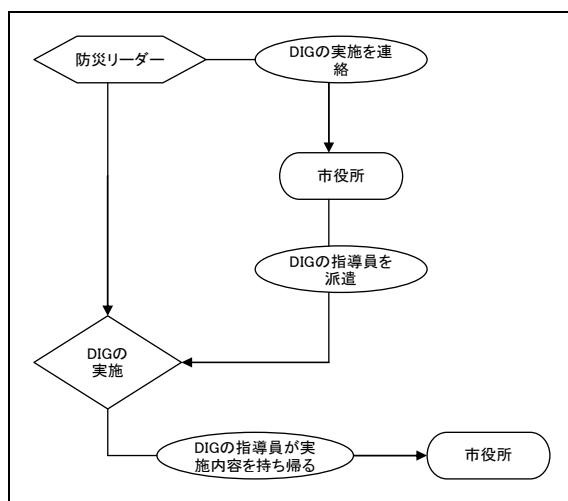 防災リーダー
DIGの実施を連
絡
市役所
DIGの指導員を
派遣
DIGの
実施
DIGの指導員が実
施内容を持ち帰る
市役所